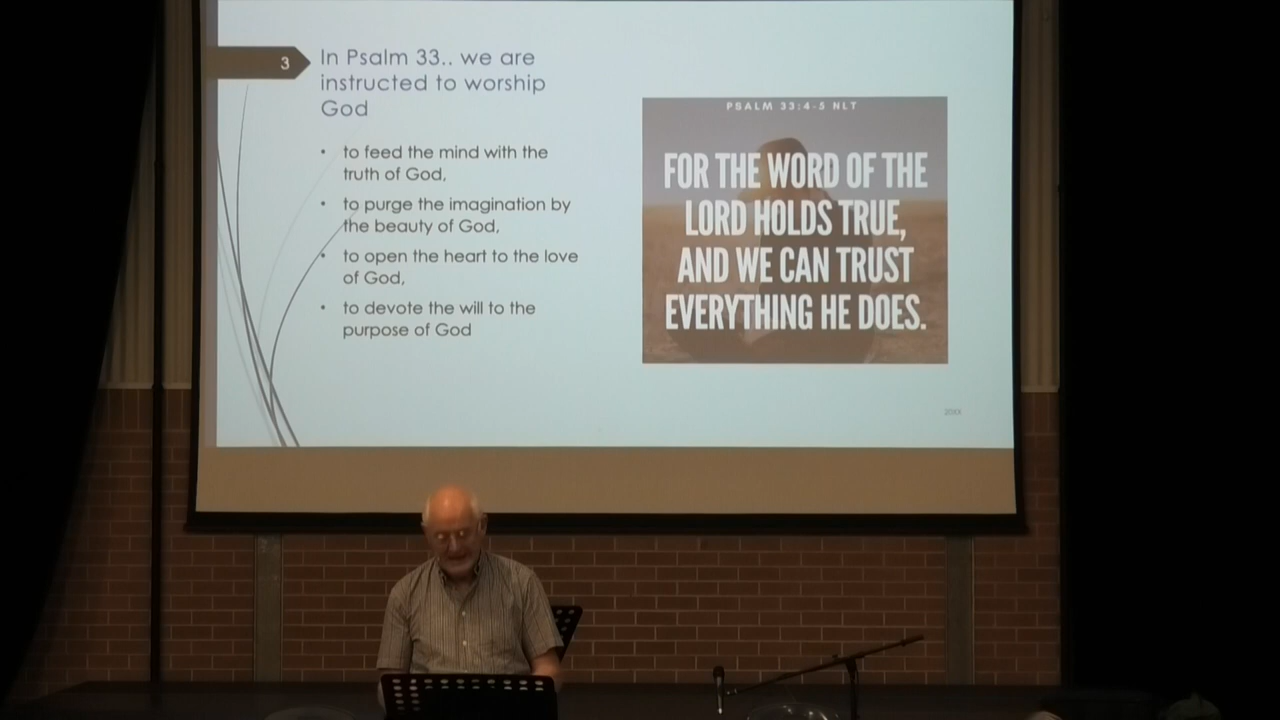 3
In Psalm 33.. we are
instructed to worship
God
• to feed the mind with the
truth of God,
• to purge the imagination by
the beauty of God,
• to open the heart to the love
of God,
• to devote the will to the
purpose of God
PSALM 33:4-5 NLT
FOR THE WORD OF THE
LORD HOLDS TRUE,
AND WE CAN TRUST
EVERYTHING HE DOES.
20XX